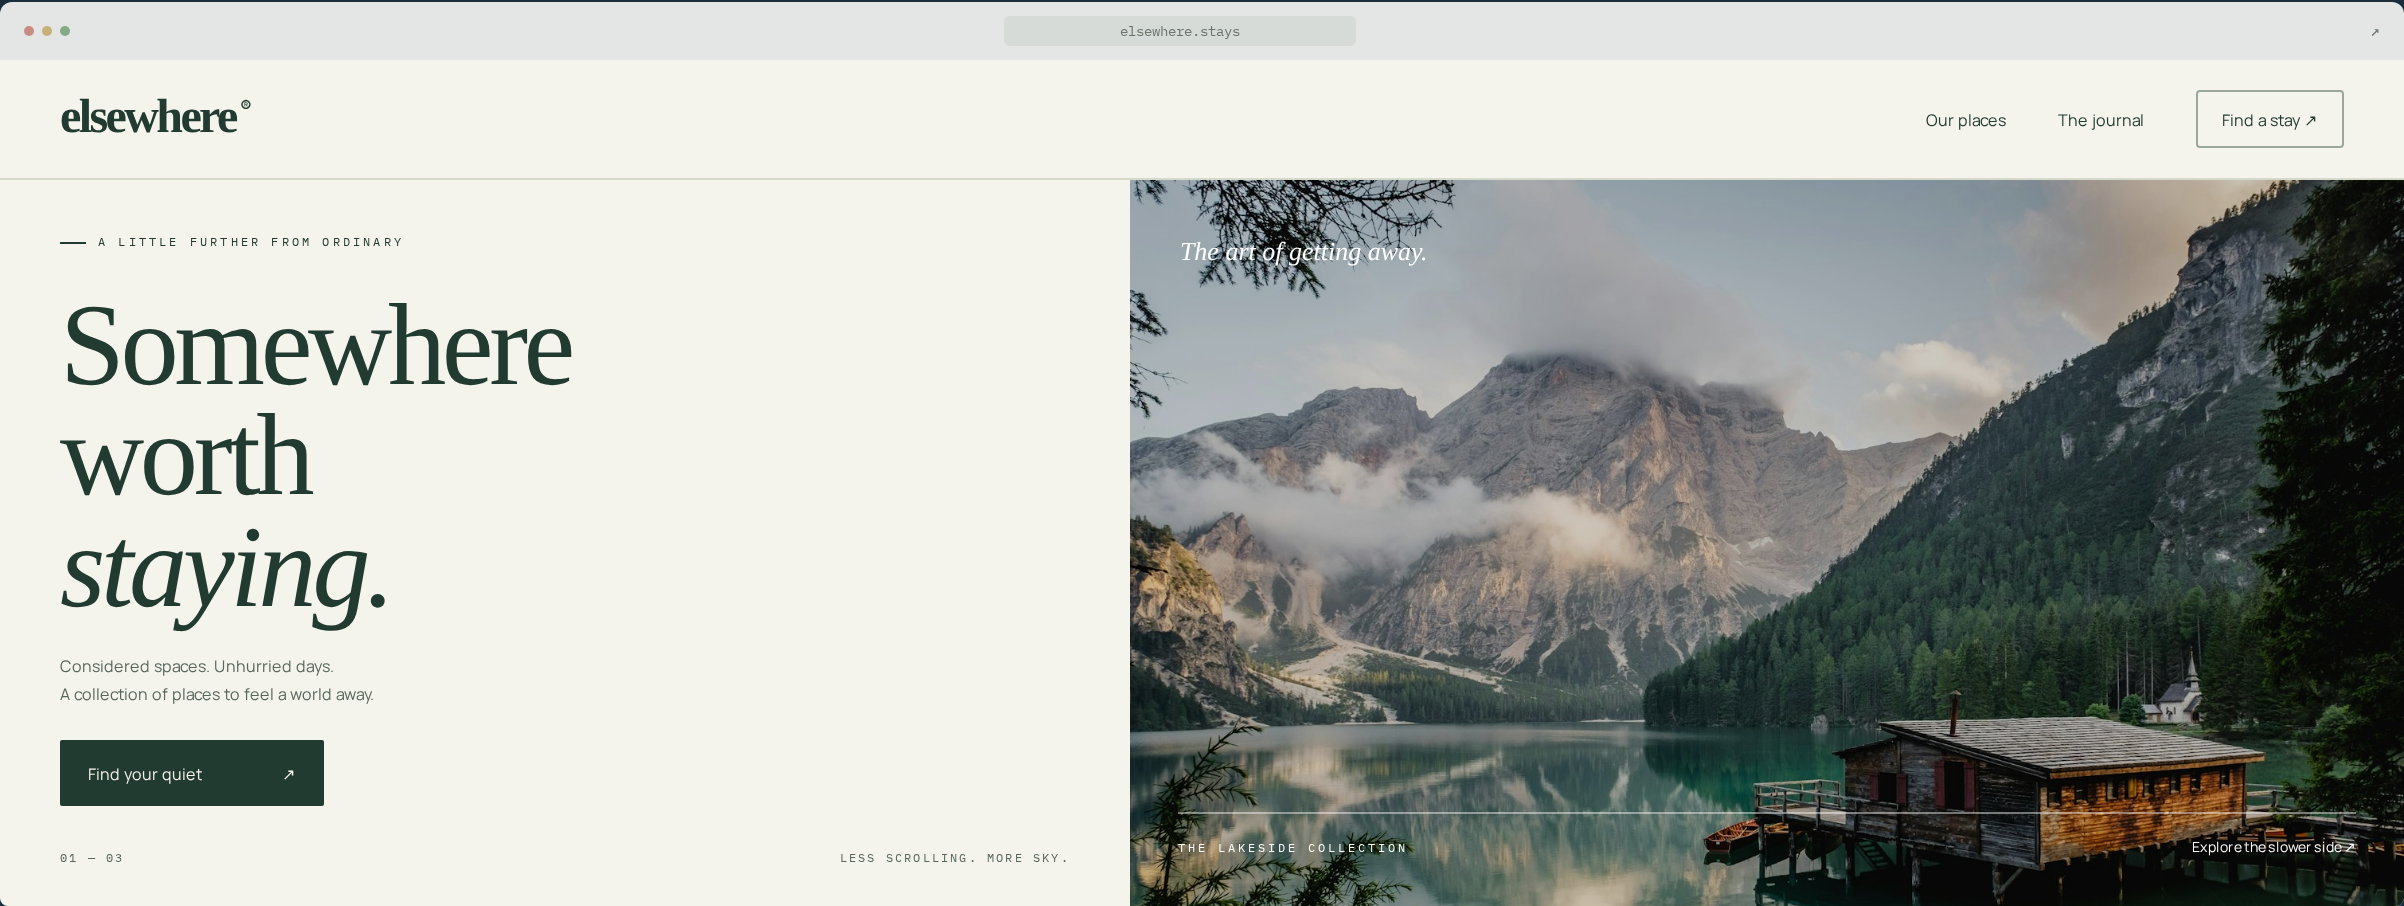 elsewhere.stays
↗
elsewhere®
Our places
The journal
Find a stay ↗
A LITTLE FURTHER FROM ORDINARY
Somewhere
worth
staying.
Considered spaces. Unhurried days.
A collection of places to feel a world away.
Find your quiet ↗
01 — 03
LESS SCROLLING. MORE SKY.
The art of getting away.
THE LAKESIDE COLLECTION
Explore the slower side ↗